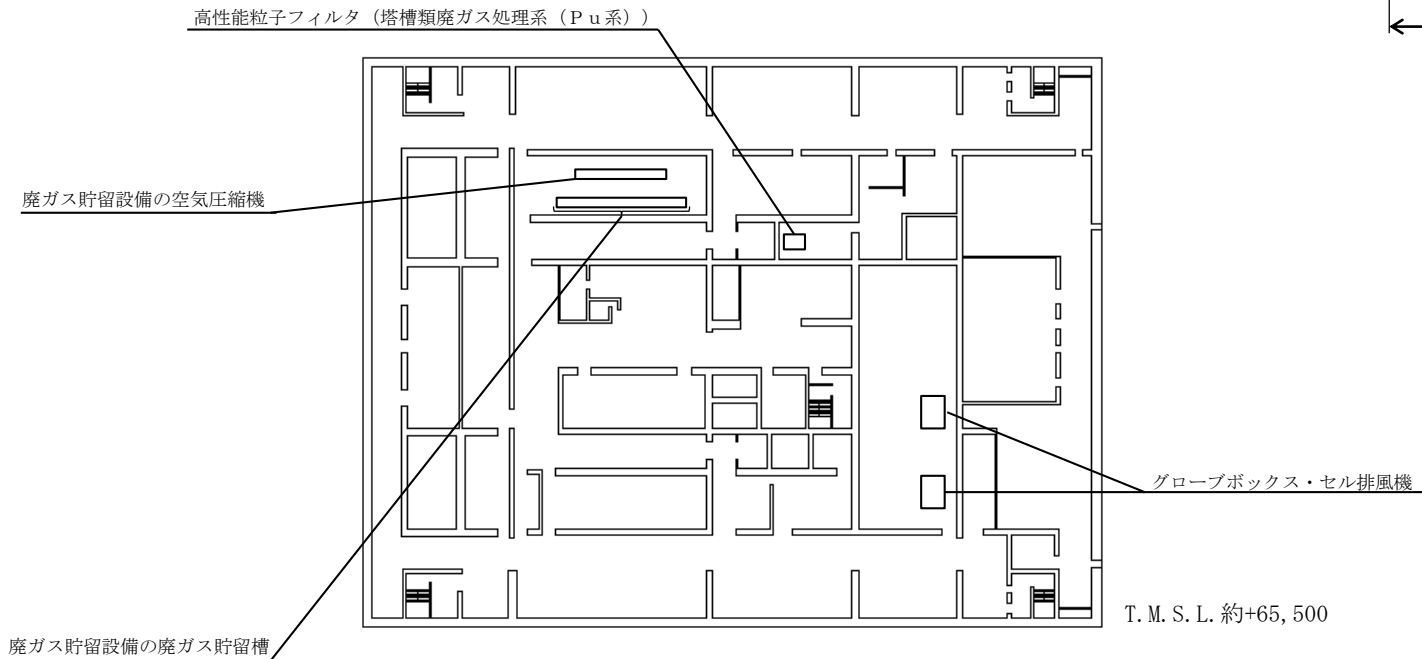 高性能粒子フィルタ（塔槽類廃ガス処理系（Ｐｕ系））
廃ガス貯留設備の空気圧縮機
グローブボックス・セル排風機
T.M.S.L.約+65,500
廃ガス貯留設備の廃ガス貯留槽